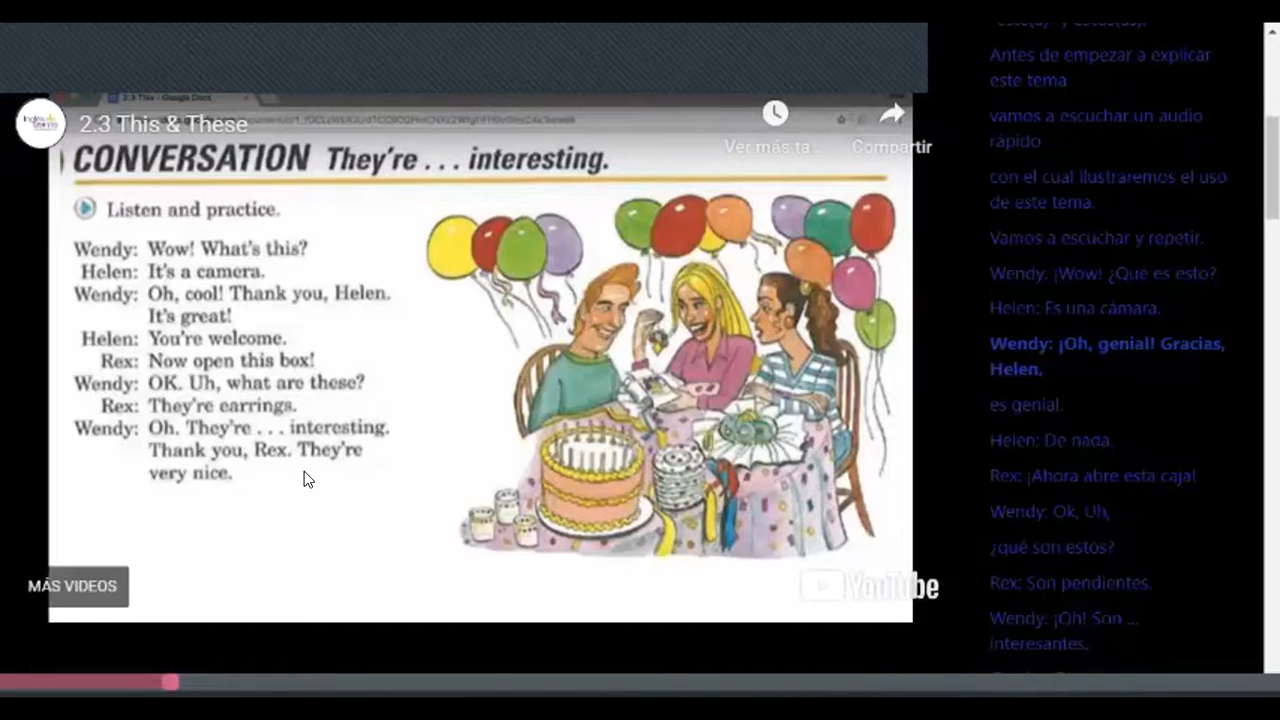 2.3 This & These
Ver más ta...
Compartir
CONVERSATION They're . . . interesting.
Listen and practice.
Wendy: Wow! What's this?
Helen: It's a camera.
Wendy: Oh, cool! Thank you, Helen.
It's great!
Helen: You're welcome.
Rex: Now open this box!
Wendy: OK. Uh, what are these?
Rex: They're earrings.
Wendy: Oh. They're . . . interesting.
Thank you, Rex. They're
very nice.
MÁS VIDEOS
YouTube
Antes de empezar a explicar
este tema
vamos a escuchar un audio
rápido
con el cual ilustraremos el uso
de este tema.
Vamos a escuchar y repetir.
Wendy: ¡Wow! ¿Qué es esto?
Helen: Es una cámara.
Wendy: ¡Oh, genial! Gracias,
Helen,
es genial.
Helen: De nada.
Rex: ¡Ahora abre esta caja!
Wendy: Ok, Uh,
¿qué son estos?
Rex: Son pendientes.
Wendy: ¡Oh! Son ...
interesantes,